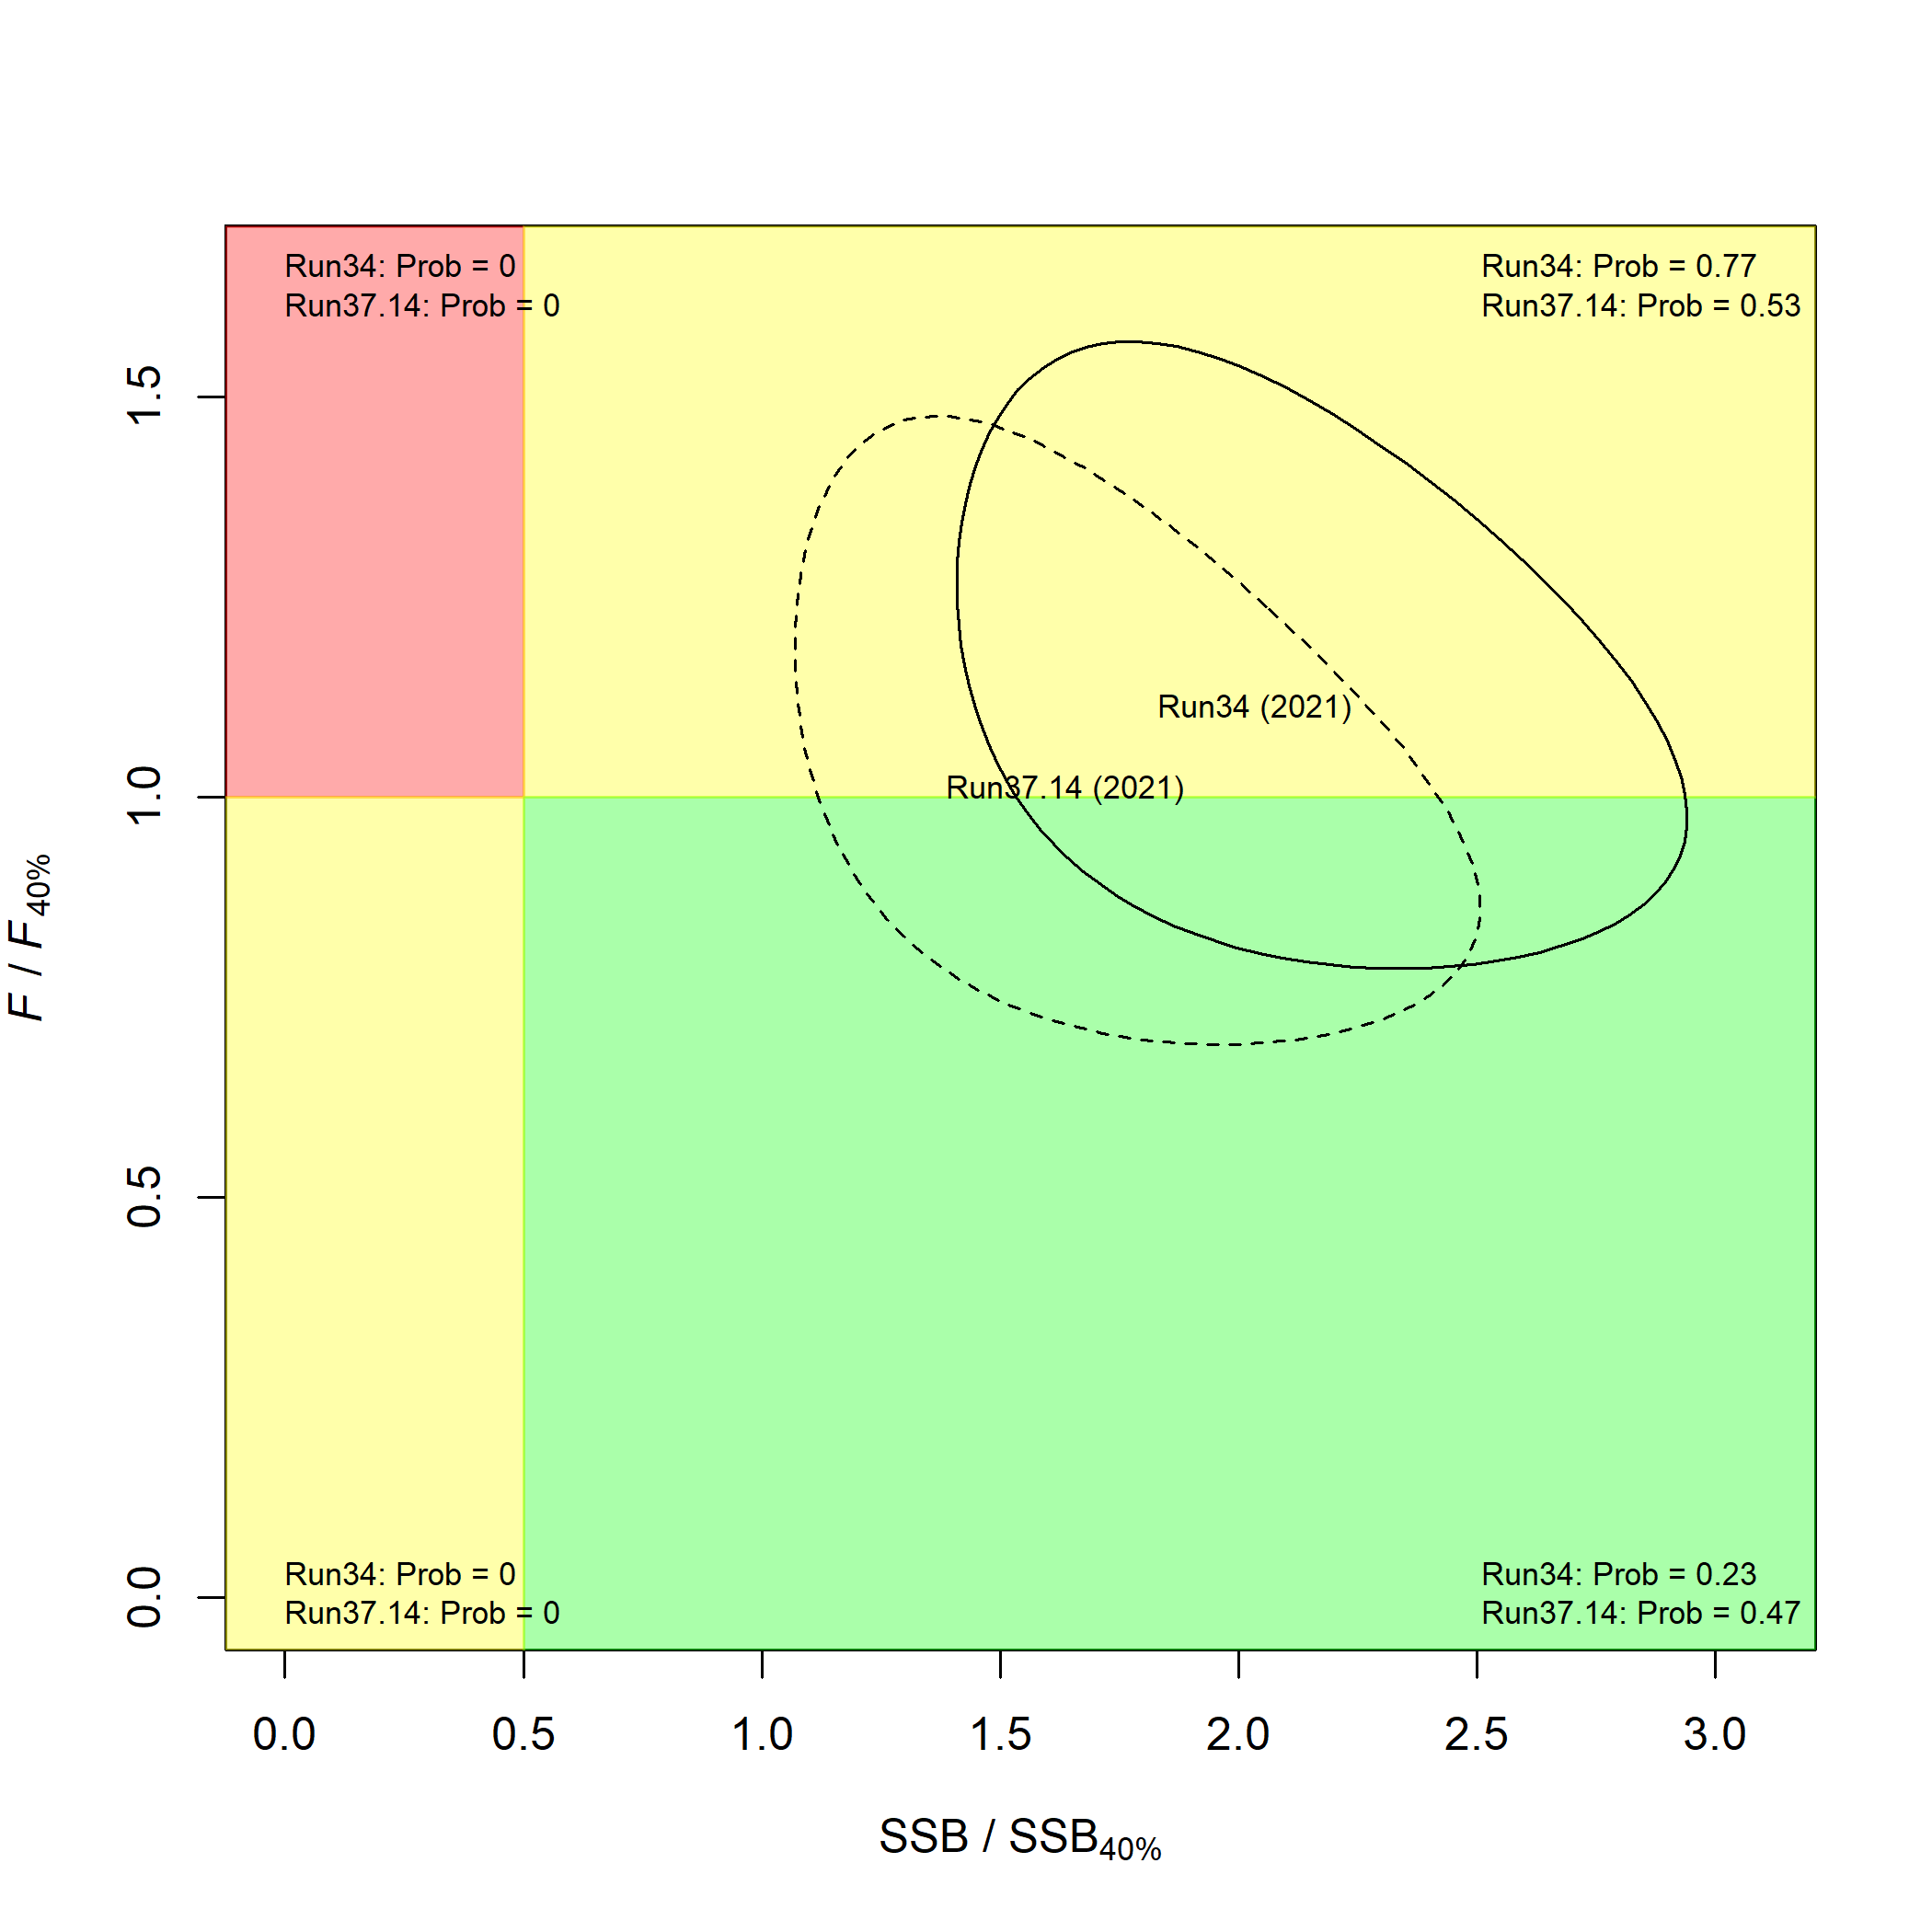 Run34: Prob = 0
Run37.14: Prob = 0
Run34: Prob = 0.77
Run37.14: Prob = 0.53
Run34 (2021)
Run37.14 (2021)
Run34: Prob = 0
Run37.14: Prob = 0
Run34: Prob = 0.23
Run37.14: Prob = 0.47
1.5
1.0
0.5
0.0
F / F40%
0.0 0.5 1.0 1.5 2.0 2.5 3.0
SSB / SSB40%